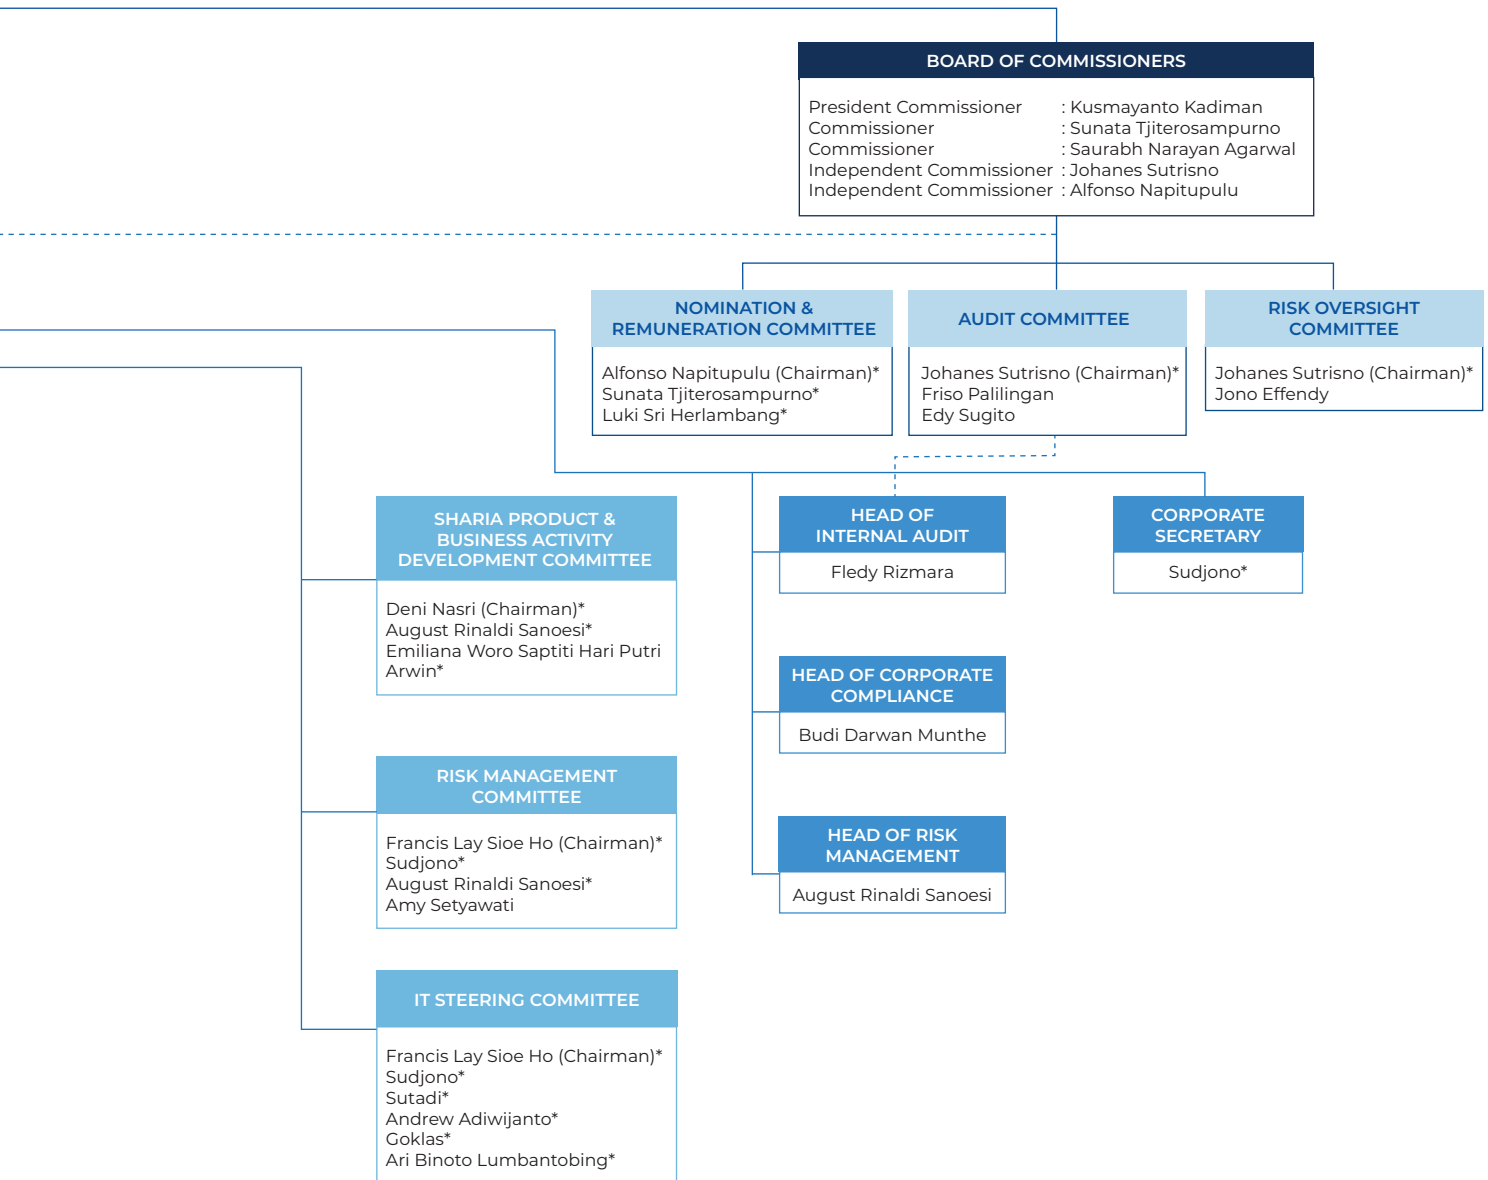 BOARD OF COMMISSIONERS
President Commissioner : Kusmayanto Kadiman
Commissioner : Sunata Tjiterosampurno
Commissioner : Saurabh Narayan Agarwal
Independent Commissioner : Johanes Sutrisno
Independent Commissioner : Alfonso Napitupulu
NOMINATION &
REMUNERATION COMMITTEE
Alfonso Napitupulu (Chairman)*
Sunata Tjiterosampurno*
Luki Sri Herlambang*
AUDIT COMMITTEE
Johanes Sutrisno (Chairman)*
Friso Palilingan
Edy Sugito
RISK OVERSIGHT
COMMITTEE
Johanes Sutrisno (Chairman)*
Jono Effendy
SHARIA PRODUCT &
BUSINESS ACTIVITY
DEVELOPMENT COMMITTEE
Deni Nasri (Chairman)*
August Rinaldi Sanoesi*
Emiliana Woro Saptiti Hari Putri
Arwin*
HEAD OF
INTERNAL AUDIT
Fledy Rizmara
CORPORATE
SECRETARY
Sudjono*
HEAD OF CORPORATE
COMPLIANCE
Budi Darwan Munthe
RISK MANAGEMENT
COMMITTEE
Francis Lay Sioe Ho (Chairman)*
Sudjono*
August Rinaldi Sanoesi*
Amy Setyawati
HEAD OF RISK
MANAGEMENT
August Rinaldi Sanoesi
IT STEERING COMMITTEE
Francis Lay Sioe Ho (Chairman)*
Sudjono*
Sutadi*
Andrew Adiwijanto*
Goklas*
Ari Binoto Lumbantobing*